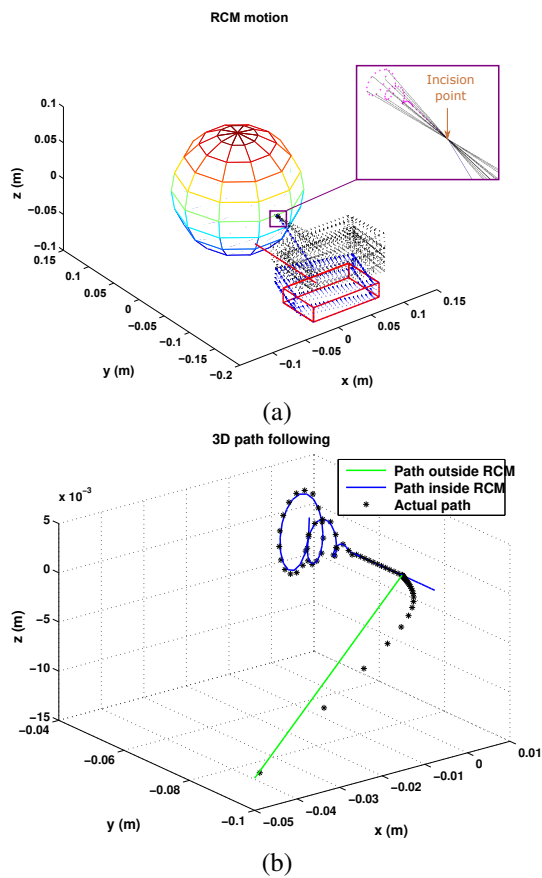 RCM motion
Incision
point
0.1
0.05
0
−0.05
−0.1
z (m)
0.15
0.1
0.05
0
−0.05
−0.1
−0.15
−0.2
y (m)
−0.1
−0.05
0
0.05
0.1
0.15
x (m)
(a)
3D path following
Path outside RCM
Path inside RCM
Actual path
x 10⁻³
5
0
−5
−10
−15
z (m)
−0.04
−0.06
−0.08
−0.1
y (m)
−0.05
−0.04
−0.03
−0.02
−0.01
0
0.01
x (m)
(b)